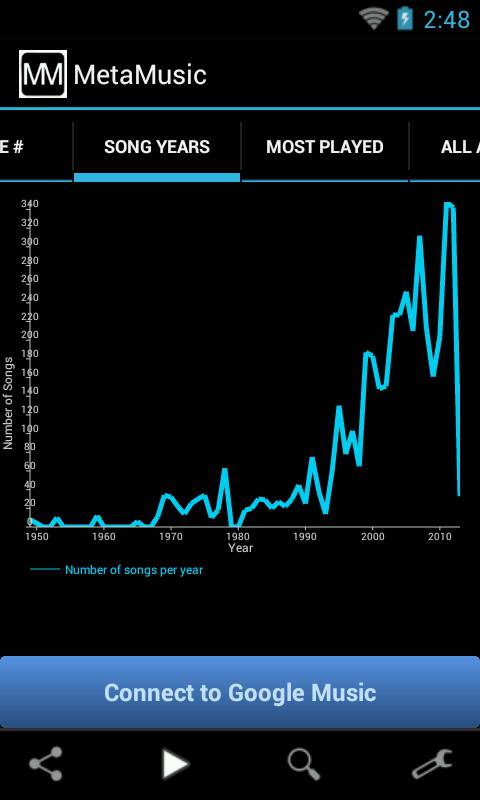 2:48
MM MetaMusic
E #
SONG YEARS
MOST PLAYED
ALL A
340
320
300
280
260
240
220
200
180
160
140
120
100
80
60
40
20
0
Number of Songs
1950 1960 1970 1980 1990 2000 2010
Year
Number of songs per year
Connect to Google Music